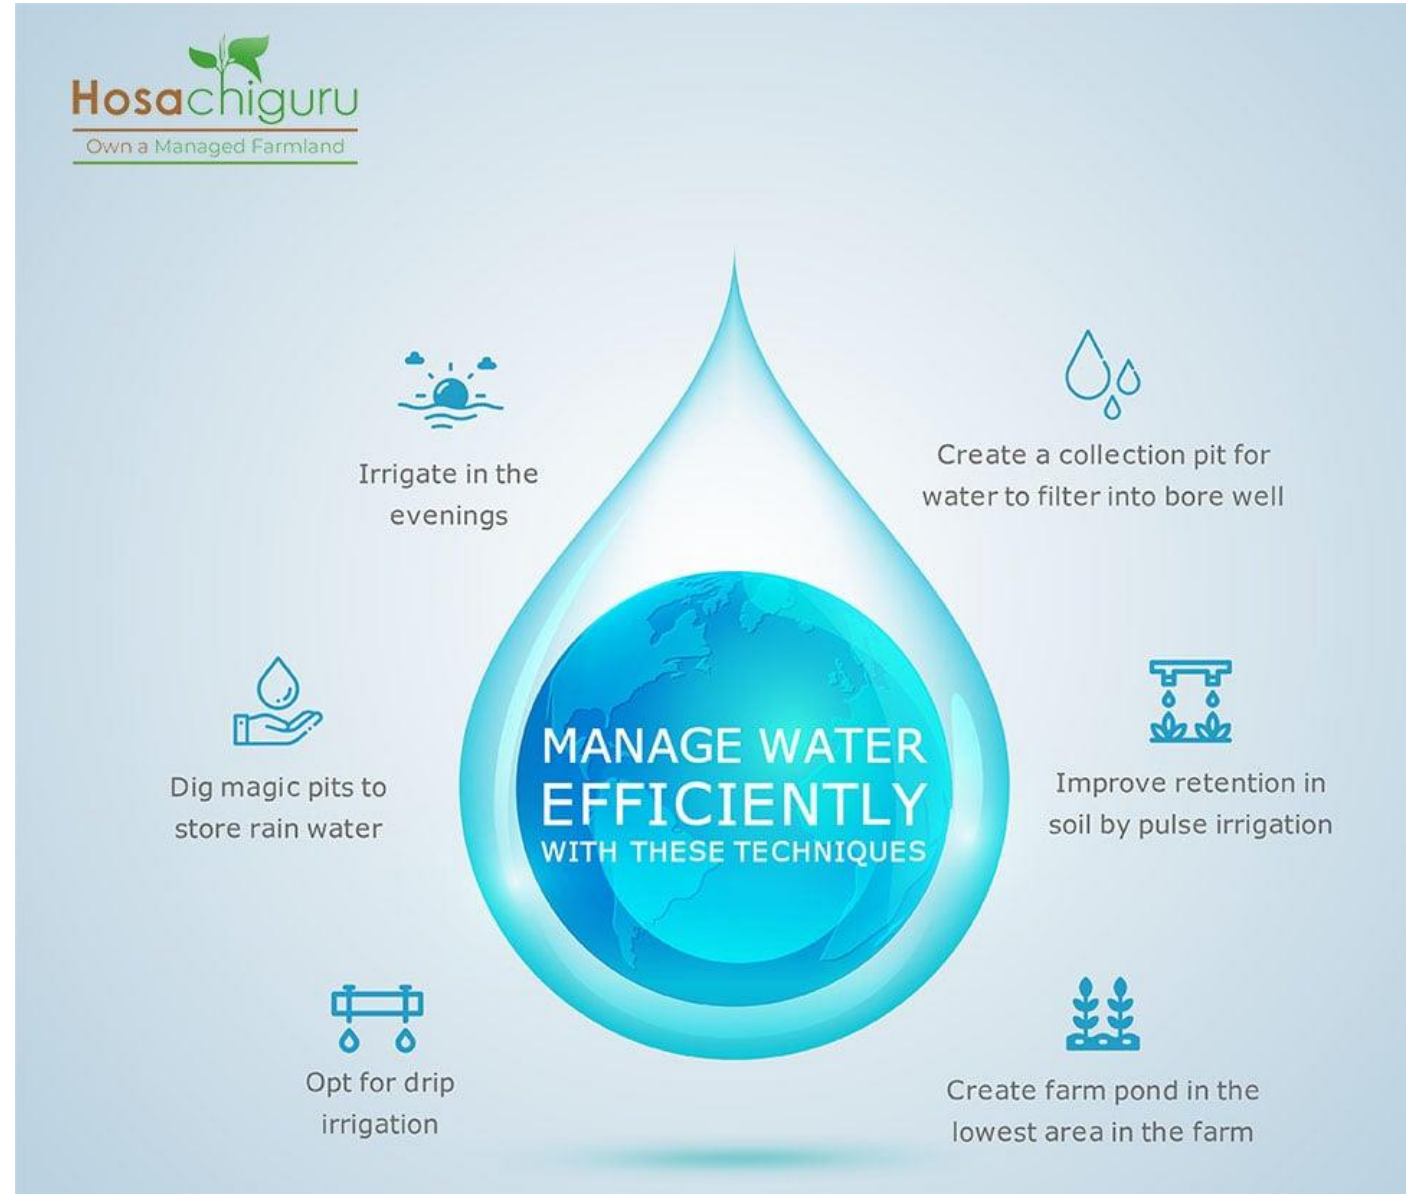 Hosachiguru
Own a Managed Farmland
Irrigate in the
evenings
Create a collection pit for
water to filter into bore well
Dig magic pits to
store rain water
MANAGE WATER
EFFICIENTLY
WITH THESE TECHNIQUES
Improve retention in
soil by pulse irrigation
Opt for drip
irrigation
Create farm pond in the
lowest area in the farm